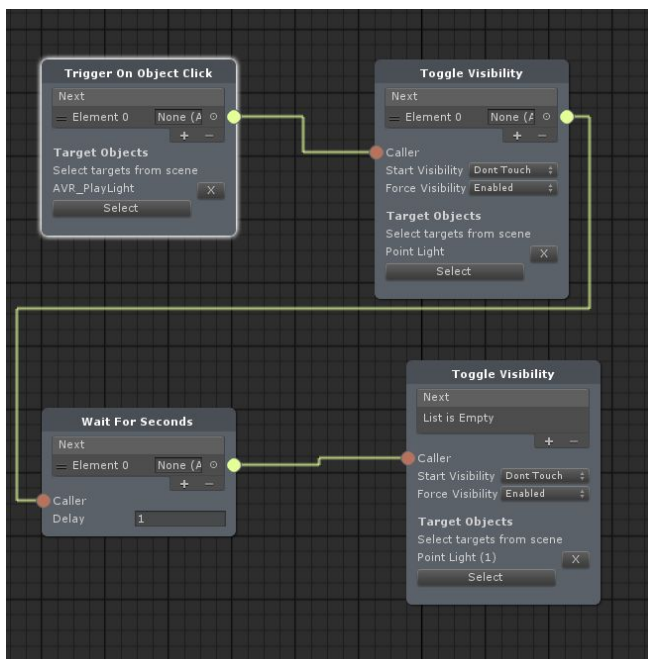 Trigger On Object Click
Next
Element 0 None (A
+ −
Target Objects
Select targets from scene
AVR_PlayLight X
Select
Toggle Visibility
Next
Element 0 None (A
+ −
Caller
Start Visibility Dont Touch
Force Visibility Enabled
Target Objects
Select targets from scene
Point Light X
Select
Wait For Seconds
Next
Element 0 None (A
+ −
Caller
Delay 1
Toggle Visibility
Next
List is Empty
+ −
Caller
Start Visibility Dont Touch
Force Visibility Enabled
Target Objects
Select targets from scene
Point Light (1) X
Select